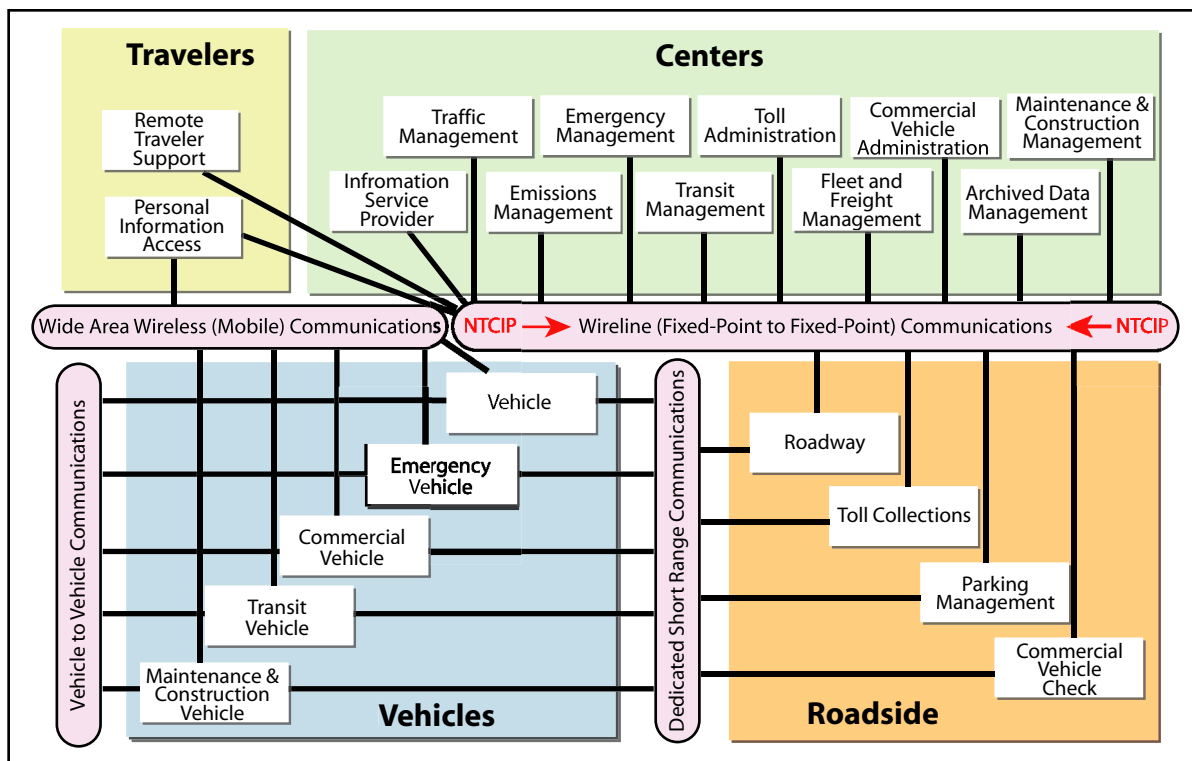 Travelers
Centers
Remote
Traveler
Support
Personal
Information
Access
Traffic
Management
Emergency
Management
Toll
Administration
Commercial
Vehicle
Administration
Maintenance &
Construction
Management
Infromation
Service
Provider
Emissions
Management
Transit
Management
Fleet and
Freight
Management
Archived Data
Management
Wide Area Wireless (Mobile) Communications
NTCIP
Wireline (Fixed-Point to Fixed-Point) Communications
NTCIP
Vehicle to Vehicle Communications
Vehicle
Emergency
Vehicle
Commercial
Vehicle
Transit
Vehicle
Maintenance &
Construction
Vehicle
Vehicles
Dedicated Short Range Communications
Roadway
Toll Collections
Parking
Management
Commercial
Vehicle
Check
Roadside